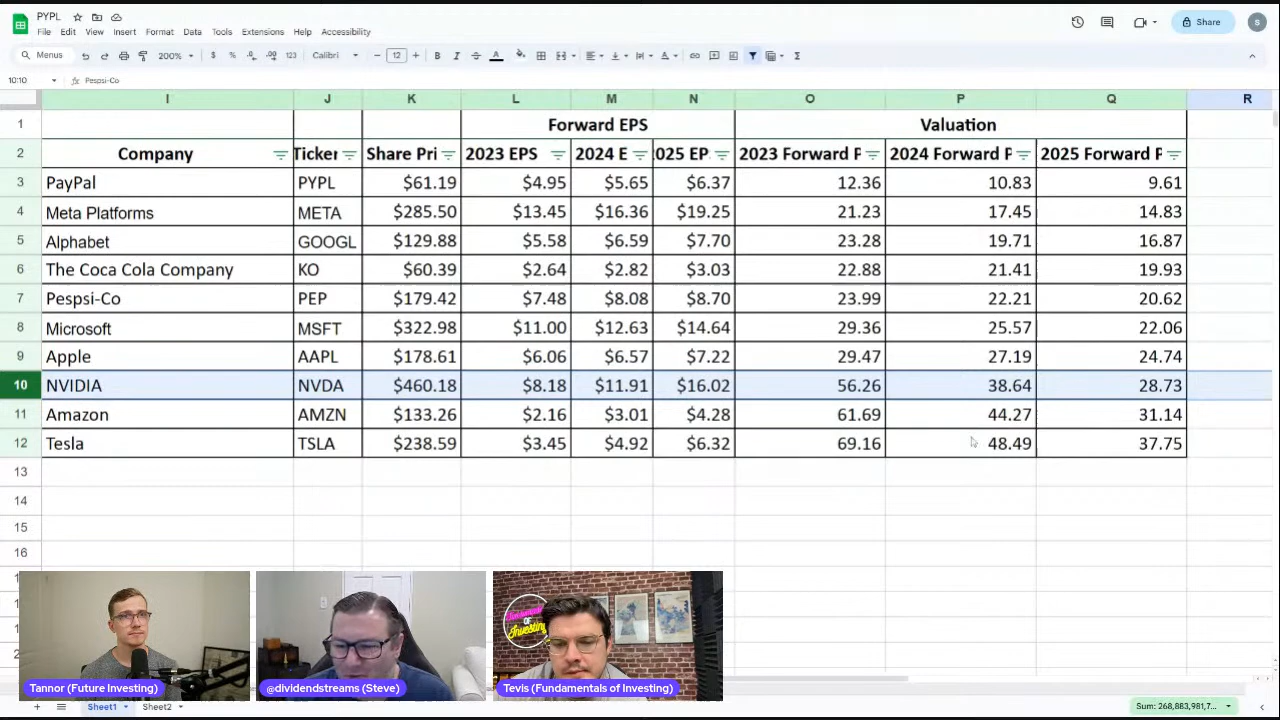 PYPL
File Edit View Insert Format Data Tools Extensions Help Accessibility
Share
S
Menus 200% $ % 123 Calibri 12 B I A Σ
10:10 fx Pespsi-Co
I J K L M N O P Q R
1 Forward EPS Valuation
2 Company Ticker Share Pri 2023 EPS 2024 E 2025 EP 2023 Forward P 2024 Forward P 2025 Forward P
3 PayPal PYPL $61.19 $4.95 $5.65 $6.37 12.36 10.83 9.61
4 Meta Platforms META $285.50 $13.45 $16.36 $19.25 21.23 17.45 14.83
5 Alphabet GOOGL $129.88 $5.58 $6.59 $7.70 23.28 19.71 16.87
6 The Coca Cola Company KO $60.39 $2.64 $2.82 $3.03 22.88 21.41 19.93
7 Pespsi-Co PEP $179.42 $7.48 $8.08 $8.70 23.99 22.21 20.62
8 Microsoft MSFT $322.98 $11.00 $12.63 $14.64 29.36 25.57 22.06
9 Apple AAPL $178.61 $6.06 $6.57 $7.22 29.47 27.19 24.74
10 NVIDIA NVDA $460.18 $8.18 $11.91 $16.02 56.26 38.64 28.73
11 Amazon AMZN $133.26 $2.16 $3.01 $4.28 61.69 44.27 31.14
12 Tesla TSLA $238.59 $3.45 $4.92 $6.32 69.16 48.49 37.75
13
14
15
16
Fundamentals
OF
Investing
Tannor (Future Investing) @dividendstreams (Steve) Tevis (Fundamentals of Investing)
Sheet1 Sheet2 Sum: 268,883,981,7...